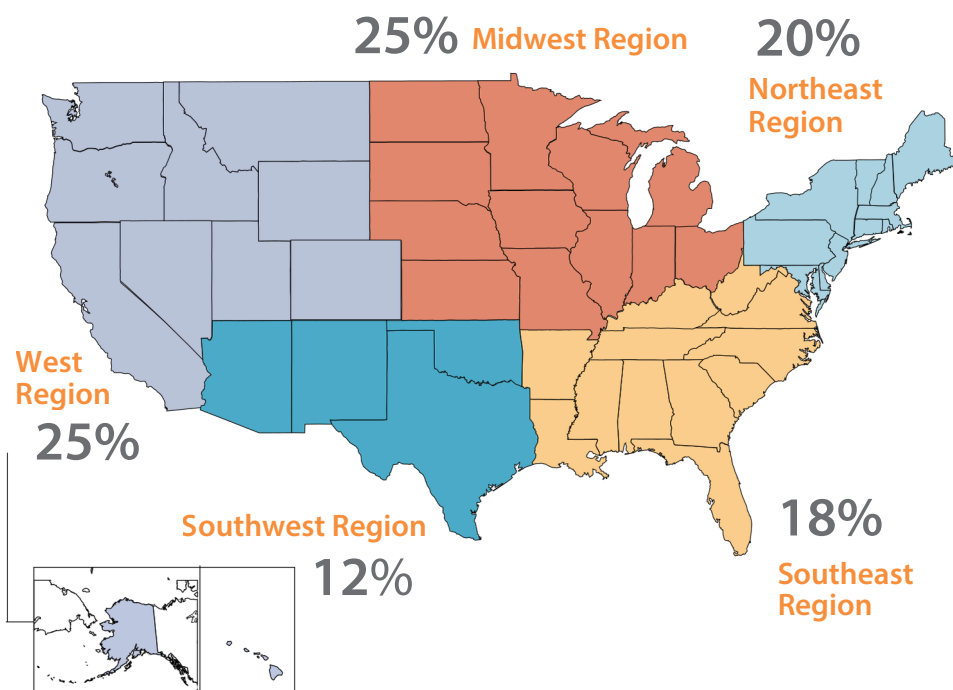 25% Midwest Region
20%
Northeast
Region
West
Region
25%
Southwest Region
12%
18%
Southeast
Region